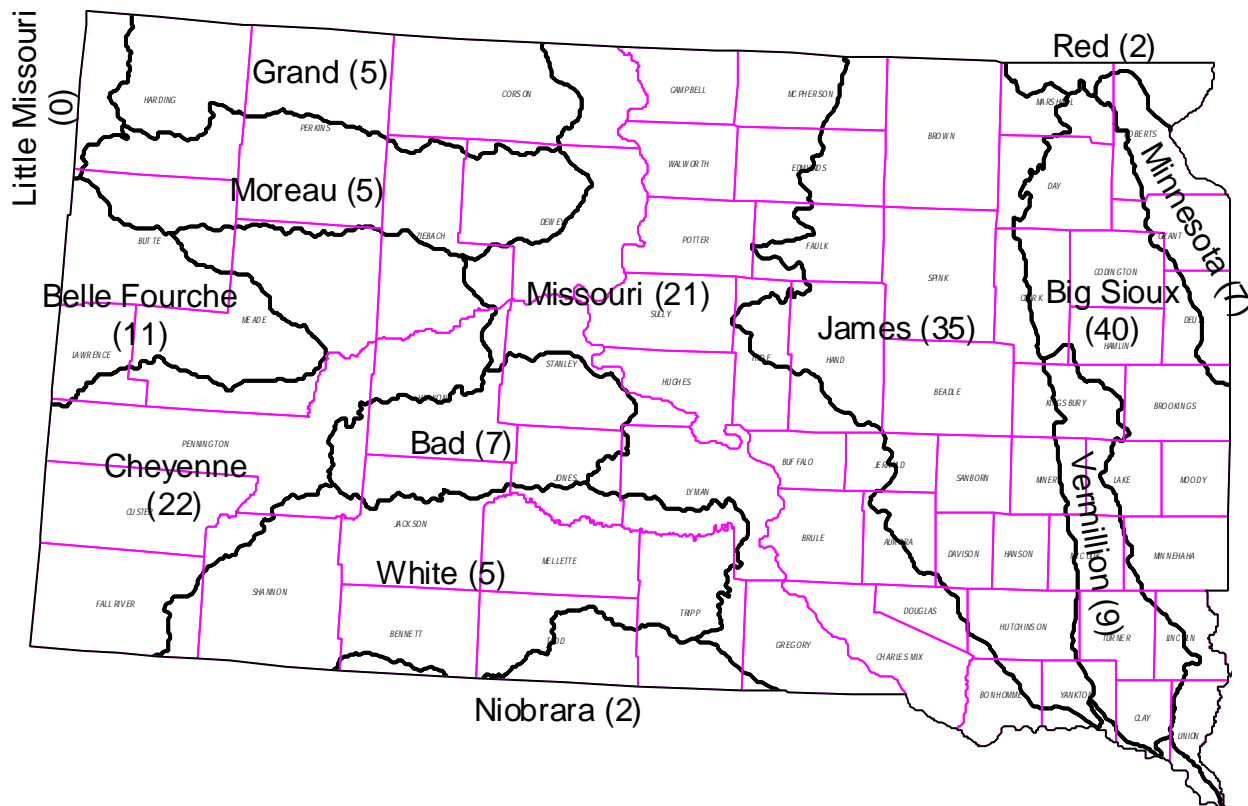 Red (2)
Grand (5)
Little Missouri
(0)
HARDING
PERKINS
CORSON
CAMPBELL
MCPHERSON
BROWN
MARSHALL
ROBERTS
Minnesota (7)
WALWORTH
EDMUNDS
DAY
Moreau (5)
BUTTE
ZIEBACH
DEWEY
POTTER
FAULK
SPINK
GRANT
CODINGTON
Belle Fourche
(11)
MEADE
Missouri (21)
SULLY
HYDE
HAND
James (35)
CLARK
Big Sioux
(40)
HAMLIN
DEUEL
LAWRENCE
STANLEY
HUGHES
HAAKON
BEADLE
KINGSBURY
BROOKINGS
PENNINGTON
Cheyenne
(22)
CUSTER
Bad (7)
JONES
LYMAN
BUFFALO
JERAULD
SANBORN
MINER
Vermillion (9)
LAKE
MOODY
JACKSON
MELLETTE
BRULE
AURORA
DAVISON
HANSON
MCCOOK
MINNEHAHA
White (5)
FALL RIVER
SHANNON
BENNETT
TODD
TRIPP
GREGORY
DOUGLAS
CHARLES MIX
HUTCHINSON
TURNER
LINCOLN
Niobrara (2)
BON HOMME
YANKTON
CLAY
UNION